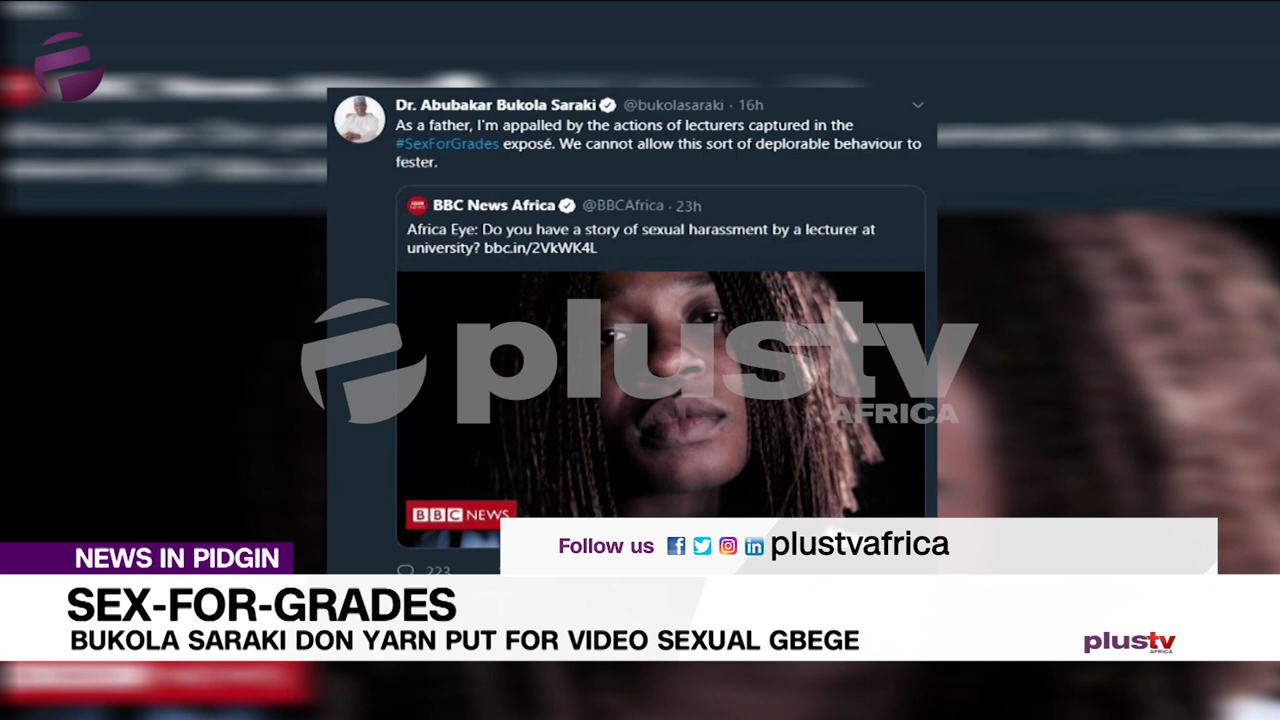 Dr. Abubakar Bukola Saraki @bukolasaraki · 16h
As a father, I'm appalled by the actions of lecturers captured in the
#SexForGrades exposé. We cannot allow this sort of deplorable behaviour to
fester.
BBC News Africa @BBCAfrica · 23h
Africa Eye: Do you have a story of sexual harassment by a lecturer at
university? bbc.in/2VkWK4L
plustv
AFRICA
BBC NEWS
Follow us plustvafrica
223
NEWS IN PIDGIN
SEX-FOR-GRADES
BUKOLA SARAKI DON YARN PUT FOR VIDEO SEXUAL GBEGE
plustv
AFRICA